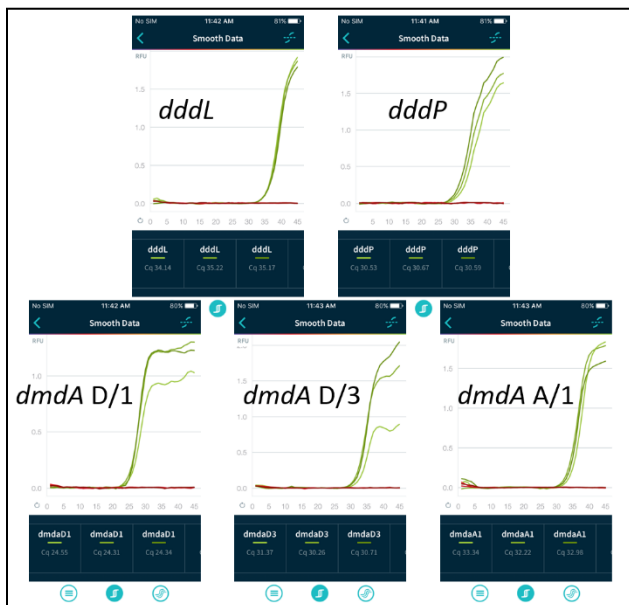 No SIM 11:42 AM 81%
Smooth Data
RFU
dddL
1.5
1.0
0.5
0.0
0 5 10 15 20 25 30 35 40 45
dddL dddL dddL
Cq 34.14 Cq 35.22 Cq 35.17
No SIM 11:41 AM 81%
Smooth Data
RFU
dddP
1.5
1.0
0.5
0.0
0 5 10 15 20 25 30 35 40 45
dddP dddP dddP
Cq 30.53 Cq 30.67 Cq 30.59
No SIM 11:42 AM 80%
Smooth Data
RFU
1.0
dmdA D/1
0.5
0.0
0 5 10 15 20 25 30 35 40 45
dmdaD1 dmdaD1 dmdaD1
Cq 24.55 Cq 24.31 Cq 24.34
No SIM 11:43 AM 80%
Smooth Data
RFU
1.5
dmdA D/3
1.0
0.5
0.0
0 5 10 15 20 25 30 35 40 45
dmdaD3 dmdaD3 dmdaD3
Cq 31.37 Cq 30.26 Cq 30.71
No SIM 11:43 AM 80%
Smooth Data
RFU
1.5
dmdA A/1
1.0
0.5
0.0
0 5 10 15 20 25 30 35 40 45
dmdaA1 dmdaA1 dmdaA1
Cq 33.34 Cq 32.22 Cq 32.98